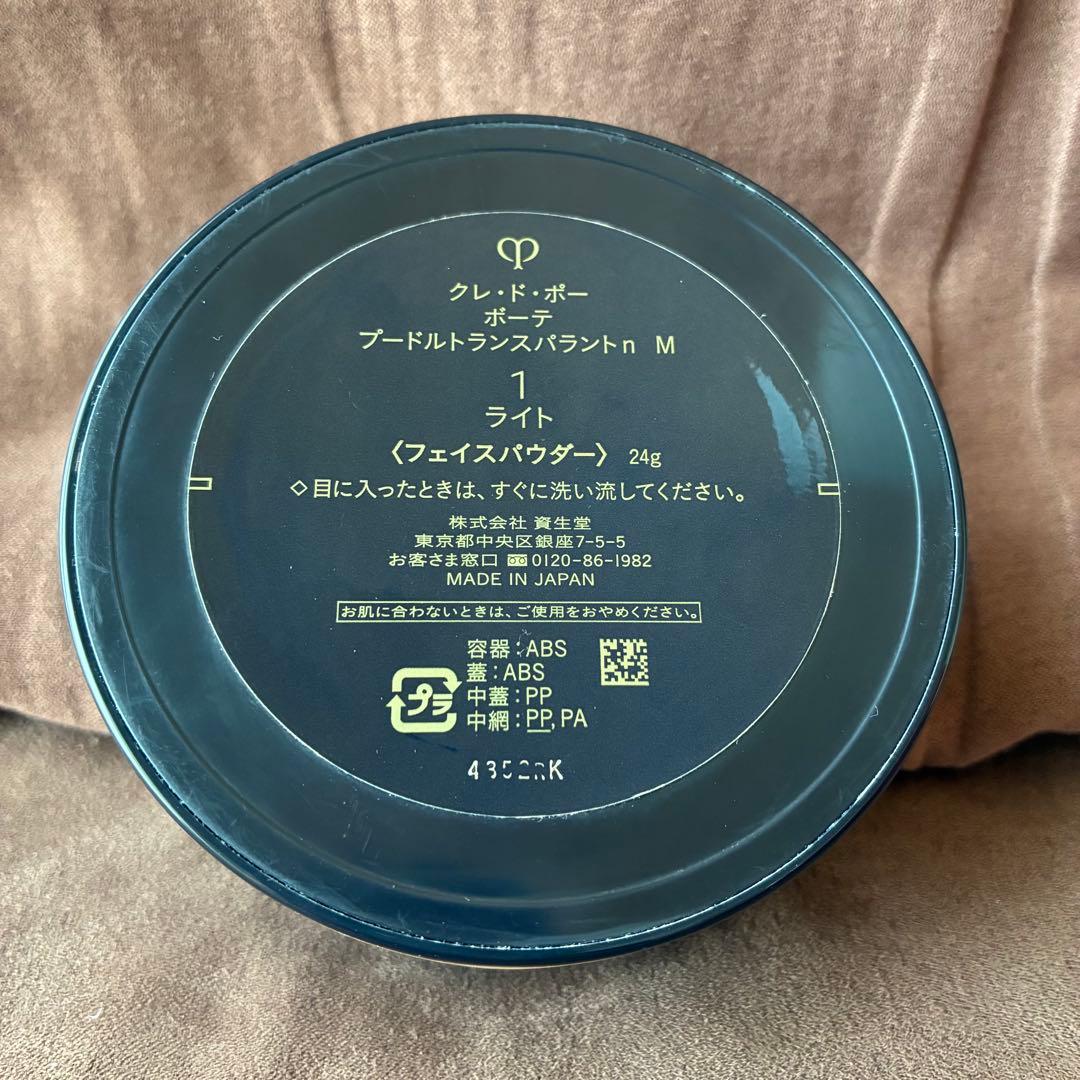 クレ・ド・ポー
ボーテ
プードルトランスパラントn M
1
ライト
〈フェイスパウダー〉 24g
◇目に入ったときは、すぐに洗い流してください。
株式会社 資生堂
東京都中央区銀座7-5-5
お客さま窓口 0120-86-1982
MADE IN JAPAN
お肌に合わないときは、ご使用をおやめください。
容器:ABS
蓋:ABS
中蓋:PP
中網:PP,PA
プラ